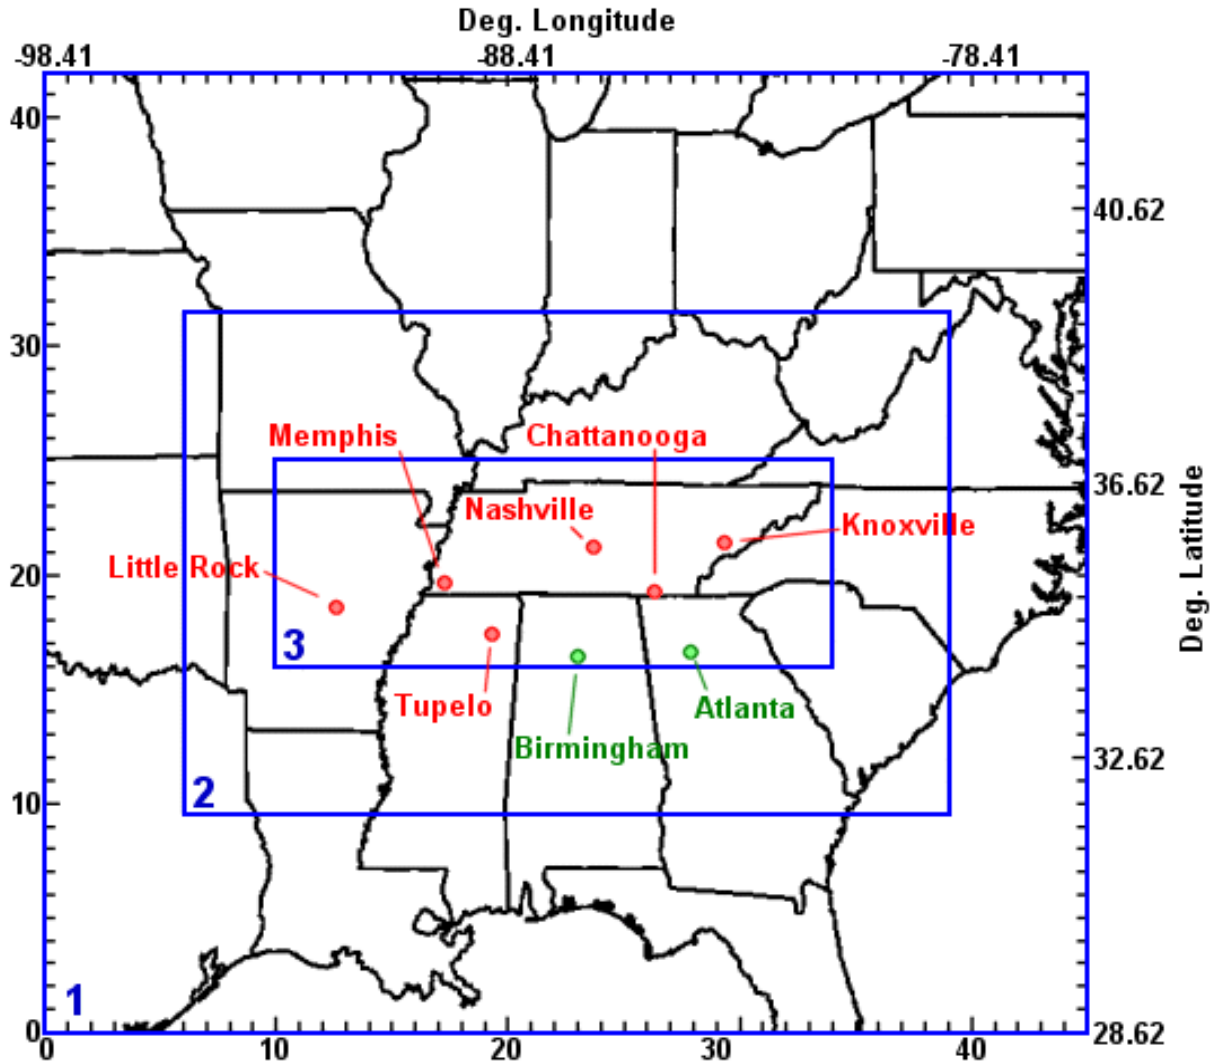 Deg. Longitude
-98.41 -88.41 -78.41
40
40.62
30
Memphis Chattanooga
36.62
Nashville
Knoxville
Little Rock
20
Deg. Latitude
3
Tupelo
Atlanta
Birmingham
32.62
2
10
1
0 28.62
0 10 20 30 40